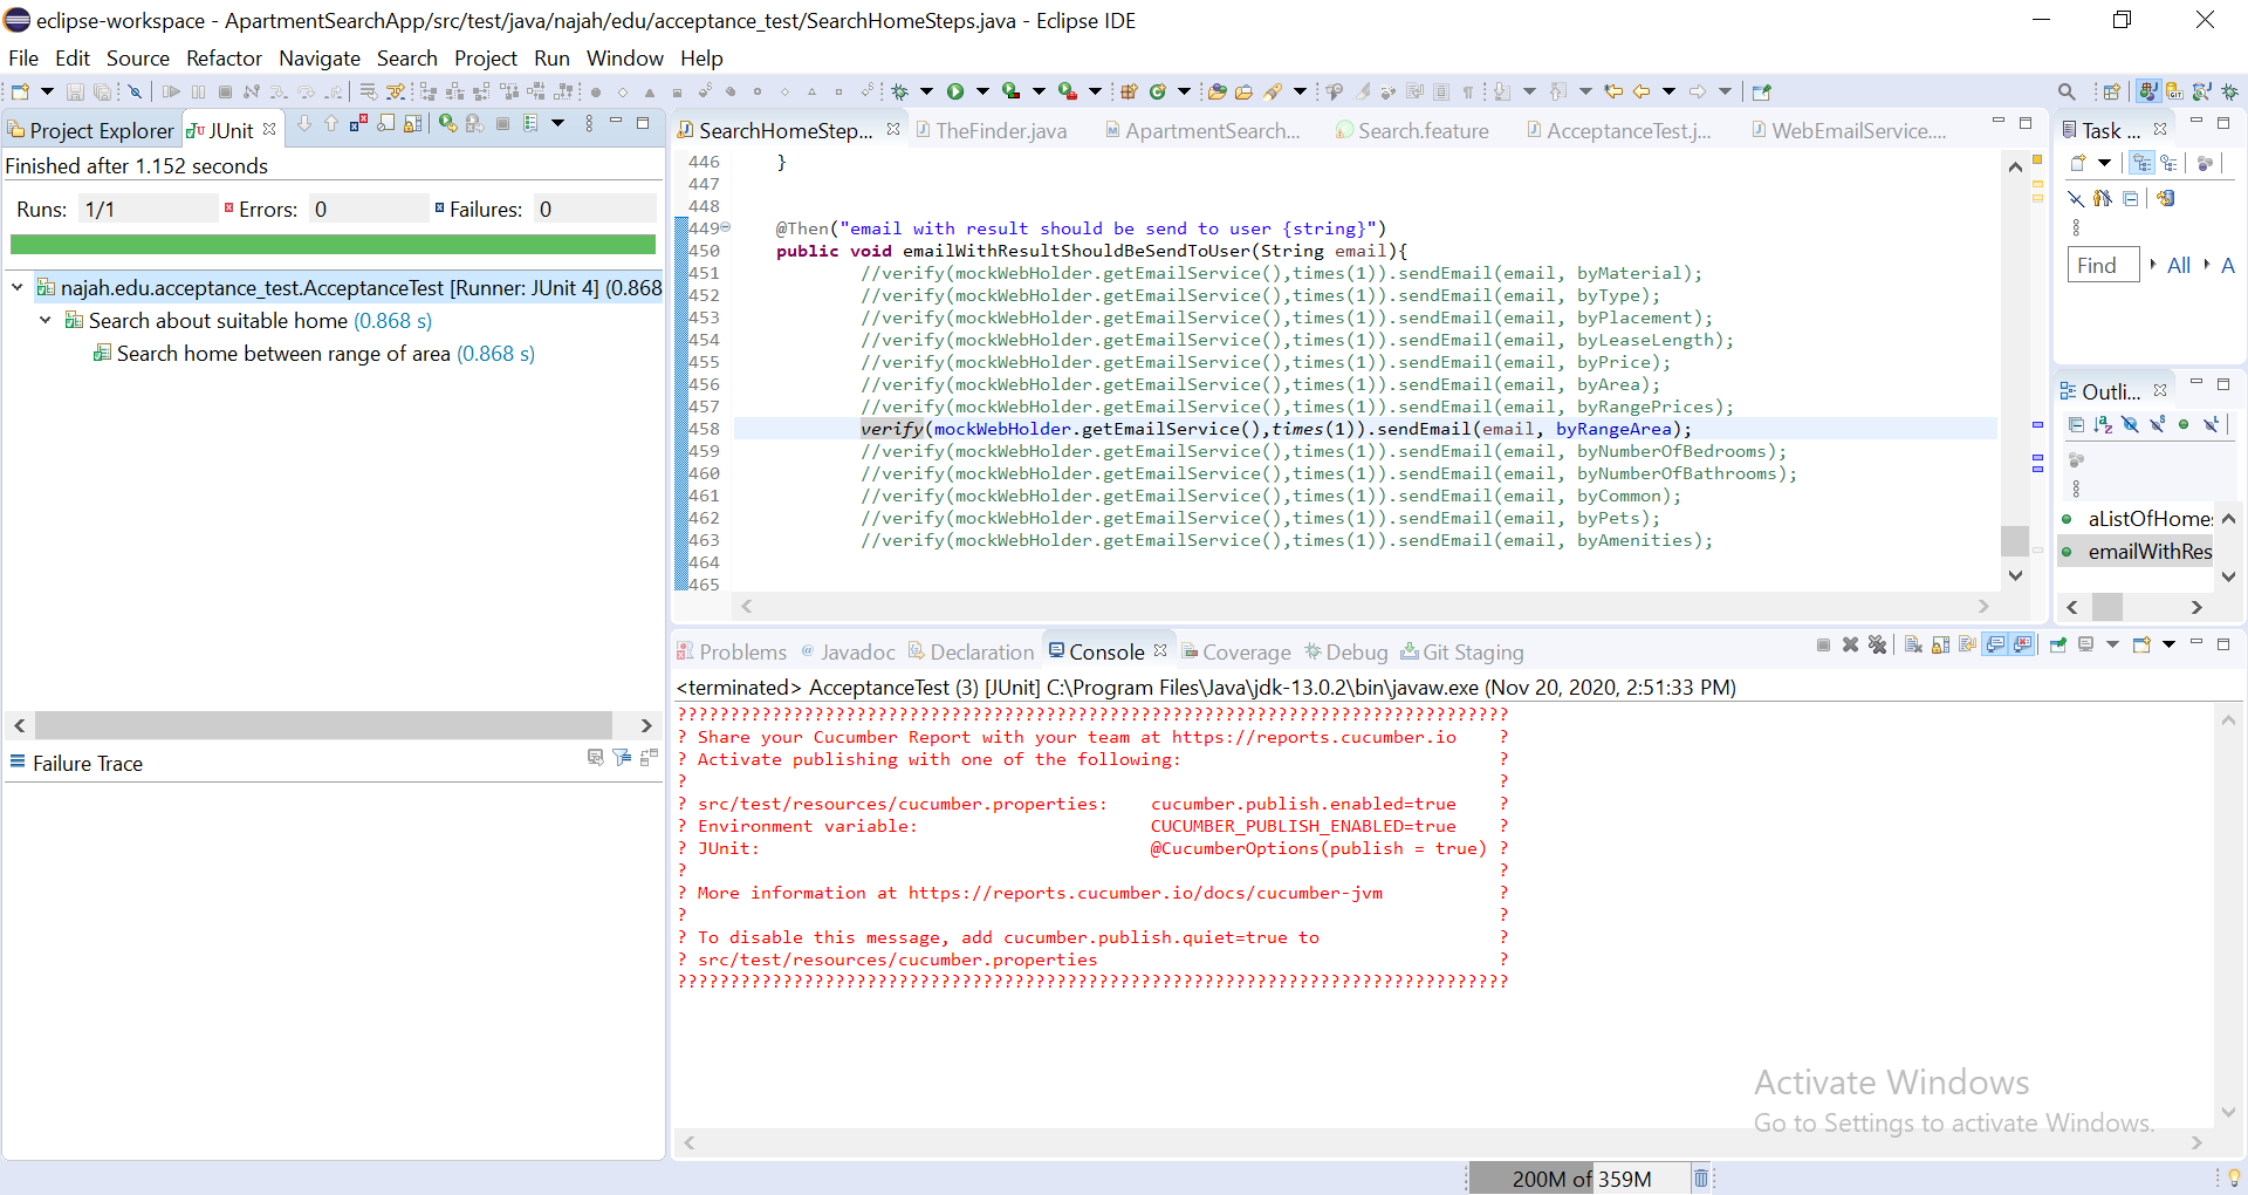 eclipse-workspace - ApartmentSearchApp/src/test/java/najah/edu/acceptance_test/SearchHomeSteps.java - Eclipse IDE
File Edit Source Refactor Navigate Search Project Run Window Help
Project Explorer JUnit
Finished after 1.152 seconds
Runs: 1/1 Errors: 0 Failures: 0
najah.edu.acceptance_test.AcceptanceTest [Runner: JUnit 4] (0.868
Search about suitable home (0.868 s)
Search home between range of area (0.868 s)
Failure Trace
SearchHomeStep... TheFinder.java ApartmentSearch... Search.feature AcceptanceTest.j... WebEmailService....
446 }
447
448
449 @Then("email with result should be send to user {string}")
450 public void emailWithResultShouldBeSendToUser(String email){
451 //verify(mockWebHolder.getEmailService(),times(1)).sendEmail(email, byMaterial);
452 //verify(mockWebHolder.getEmailService(),times(1)).sendEmail(email, byType);
453 //verify(mockWebHolder.getEmailService(),times(1)).sendEmail(email, byPlacement);
454 //verify(mockWebHolder.getEmailService(),times(1)).sendEmail(email, byLeaseLength);
455 //verify(mockWebHolder.getEmailService(),times(1)).sendEmail(email, byPrice);
456 //verify(mockWebHolder.getEmailService(),times(1)).sendEmail(email, byArea);
457 //verify(mockWebHolder.getEmailService(),times(1)).sendEmail(email, byRangePrices);
458 verify(mockWebHolder.getEmailService(),times(1)).sendEmail(email, byRangeArea);
459 //verify(mockWebHolder.getEmailService(),times(1)).sendEmail(email, byNumberOfBedrooms);
460 //verify(mockWebHolder.getEmailService(),times(1)).sendEmail(email, byNumberOfBathrooms);
461 //verify(mockWebHolder.getEmailService(),times(1)).sendEmail(email, byCommon);
462 //verify(mockWebHolder.getEmailService(),times(1)).sendEmail(email, byPets);
463 //verify(mockWebHolder.getEmailService(),times(1)).sendEmail(email, byAmenities);
464
465
Task ...
Find All A
Outli...
aListOfHome
emailWithRes
Problems Javadoc Declaration Console Coverage Debug Git Staging
<terminated> AcceptanceTest (3) [JUnit] C:\Program Files\Java\jdk-13.0.2\bin\javaw.exe (Nov 20, 2020, 2:51:33 PM)
???????????????????????????????????????????????????????????????????????????????
? Share your Cucumber Report with your team at https://reports.cucumber.io ?
? Activate publishing with one of the following: ?
? ?
? src/test/resources/cucumber.properties: cucumber.publish.enabled=true ?
? Environment variable: CUCUMBER_PUBLISH_ENABLED=true ?
? JUnit: @CucumberOptions(publish = true) ?
? ?
? More information at https://reports.cucumber.io/docs/cucumber-jvm ?
? ?
? To disable this message, add cucumber.publish.quiet=true to ?
? src/test/resources/cucumber.properties ?
???????????????????????????????????????????????????????????????????????????????
Activate Windows
Go to Settings to activate Windows.
200M of 359M